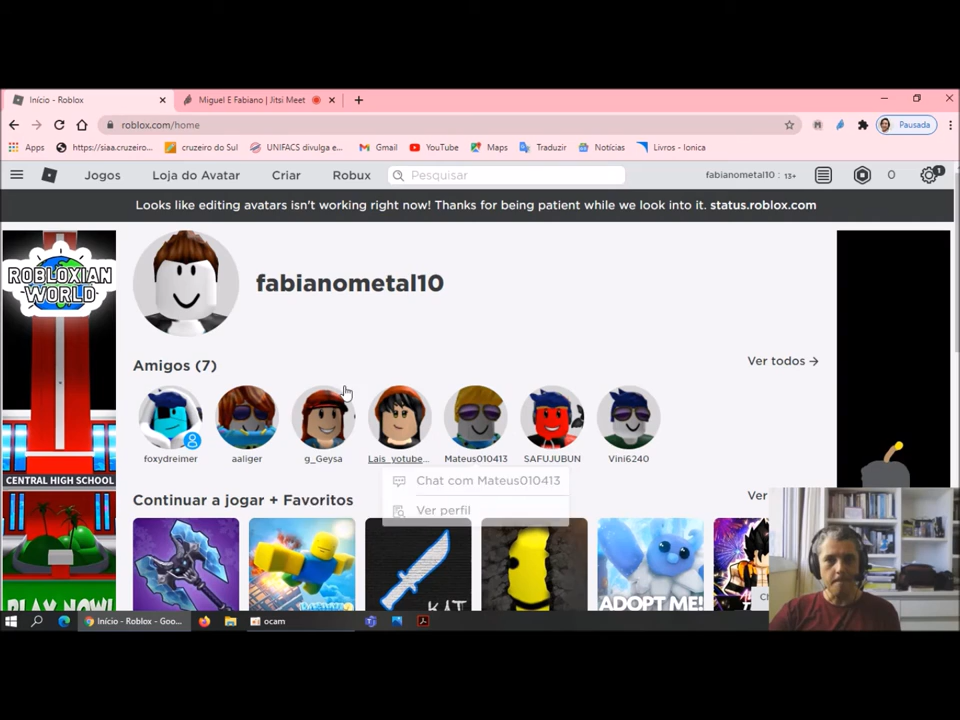 Início - Roblox
Miguel E Fabiano | Jitsi Meet
roblox.com/home
Pausada
Apps
https://siaa.cruzeiro...
cruzeiro do Sul
UNIFACS divulga e...
Gmail
YouTube
Maps
Traduzir
Notícias
Livros - Ionica
Jogos
Loja do Avatar
Criar
Robux
Pesquisar
fabianometal10 : 13+
0
1
Looks like editing avatars isn't working right now! Thanks for being patient while we look into it. status.roblox.com
ROBLOXIAN
WORLD
fabianometal10
Amigos (7)
Ver todos
foxydreimer
aaliger
g_Geysa
Lais_yotube...
Mateus010413
SAFUJUBUN
Vini6240
CENTRAL HIGH SCHOOL
Chat com Mateus010413
Ver perfil
Continuar a jogar + Favoritos
Ver
PLAY NOW!
KAT
ADOPT ME!
Início - Roblox - Goo...
ocam